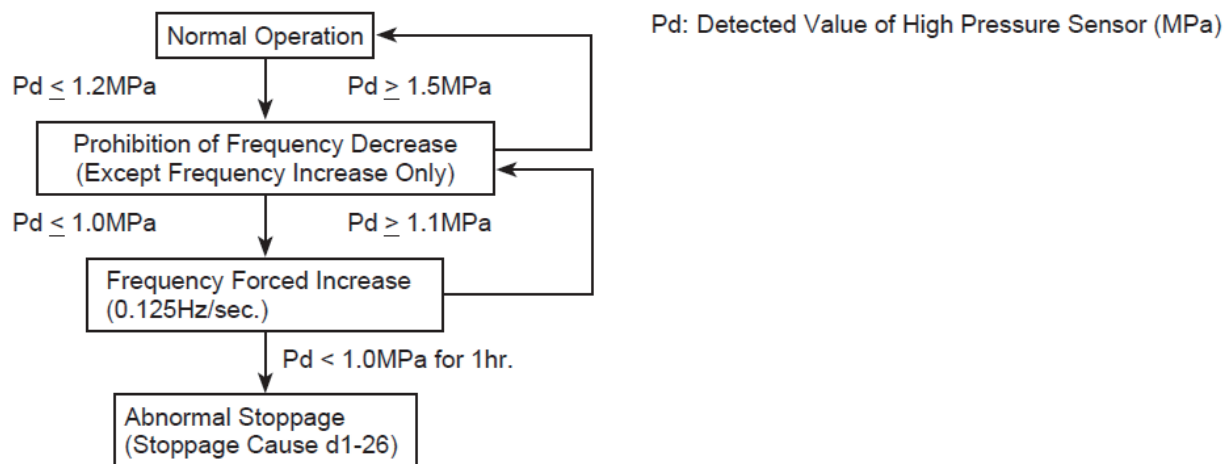 Normal Operation
Pd: Detected Value of High Pressure Sensor (MPa)
Pd ≤ 1.2MPa
Pd ≥ 1.5MPa
Prohibition of Frequency Decrease
(Except Frequency Increase Only)
Pd ≤ 1.0MPa
Pd ≥ 1.1MPa
Frequency Forced Increase
(0.125Hz/sec.)
Pd < 1.0MPa for 1hr.
Abnormal Stoppage
(Stoppage Cause d1-26)